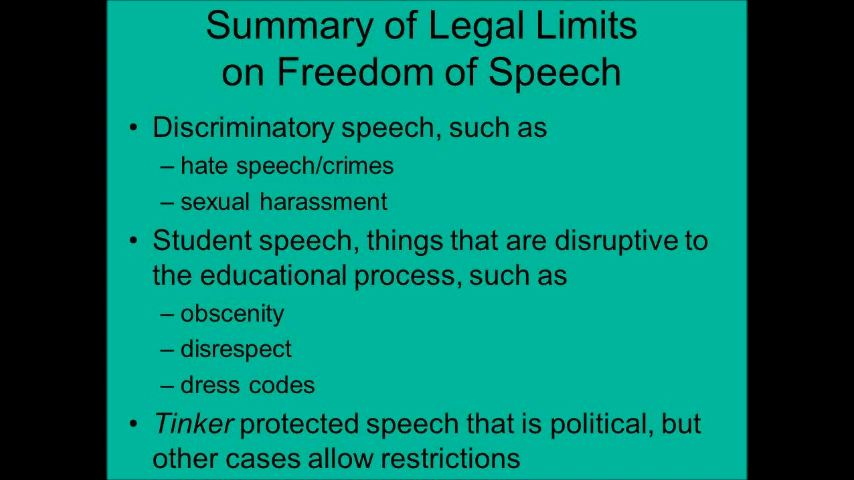 Summary of Legal Limits
on Freedom of Speech
• Discriminatory speech, such as
– hate speech/crimes
– sexual harassment
• Student speech, things that are disruptive to
the educational process, such as
– obscenity
– disrespect
– dress codes
• Tinker protected speech that is political, but
other cases allow restrictions